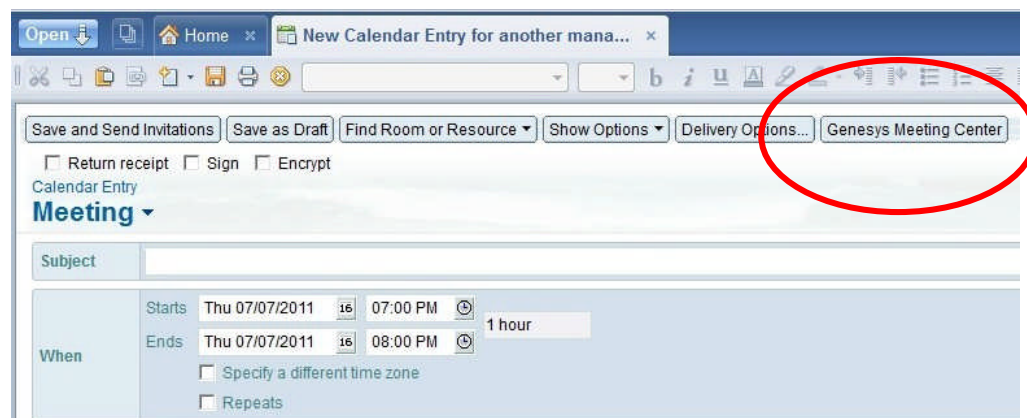 Open Home × New Calendar Entry for another mana... ×
b i u A
Save and Send Invitations Save as Draft Find Room or Resource Show Options Delivery Options... Genesys Meeting Center
Return receipt Sign Encrypt
Calendar Entry
Meeting
Subject
Starts Thu 07/07/2011 16 07:00 PM
1 hour
Ends Thu 07/07/2011 16 08:00 PM
When
Specify a different time zone
Repeats